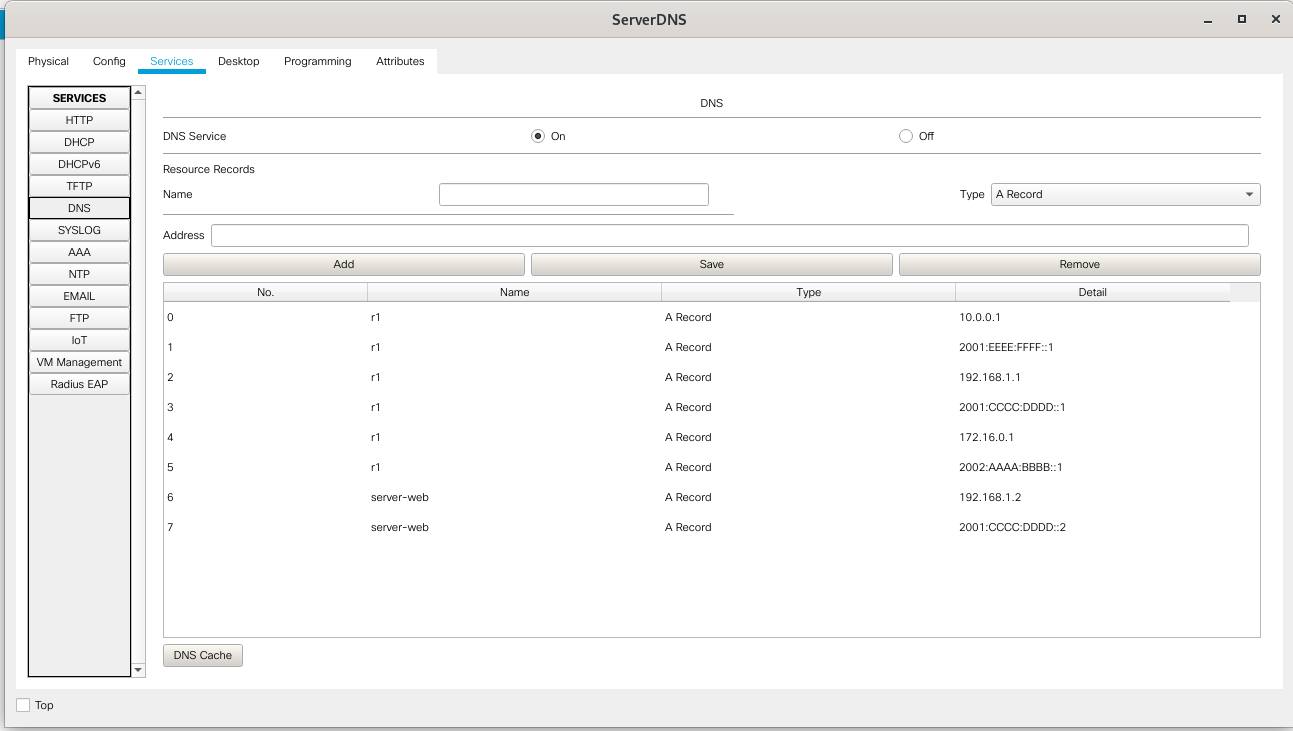 ServerDNS
Physical Config Services Desktop Programming Attributes
SERVICES
HTTP
DHCP
DHCPv6
TFTP
DNS
SYSLOG
AAA
NTP
EMAIL
FTP
IoT
VM Management
Radius EAP
DNS
DNS Service On Off
Resource Records
Name Type A Record
Address
Add Save Remove
No. Name Type Detail
0 r1 A Record 10.0.0.1
1 r1 A Record 2001:EEEE:FFFF::1
2 r1 A Record 192.168.1.1
3 r1 A Record 2001:CCCC:DDDD::1
4 r1 A Record 172.16.0.1
5 r1 A Record 2002:AAAA:BBBB::1
6 server-web A Record 192.168.1.2
7 server-web A Record 2001:CCCC:DDDD::2
DNS Cache
Top